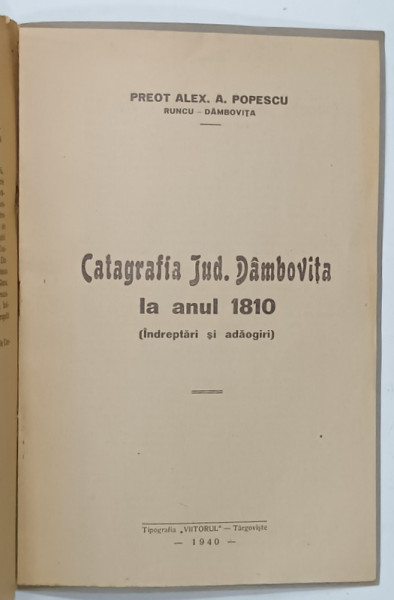 PREOT ALEX. A. POPESCU
RUNCU – DÂMBOVIȚA
Catagrafia Jud. Dâmbovița
la anul 1810
(Îndreptări și adăogiri)
Tipografia „VIITORUL” — Târgoviște
— 1940 —